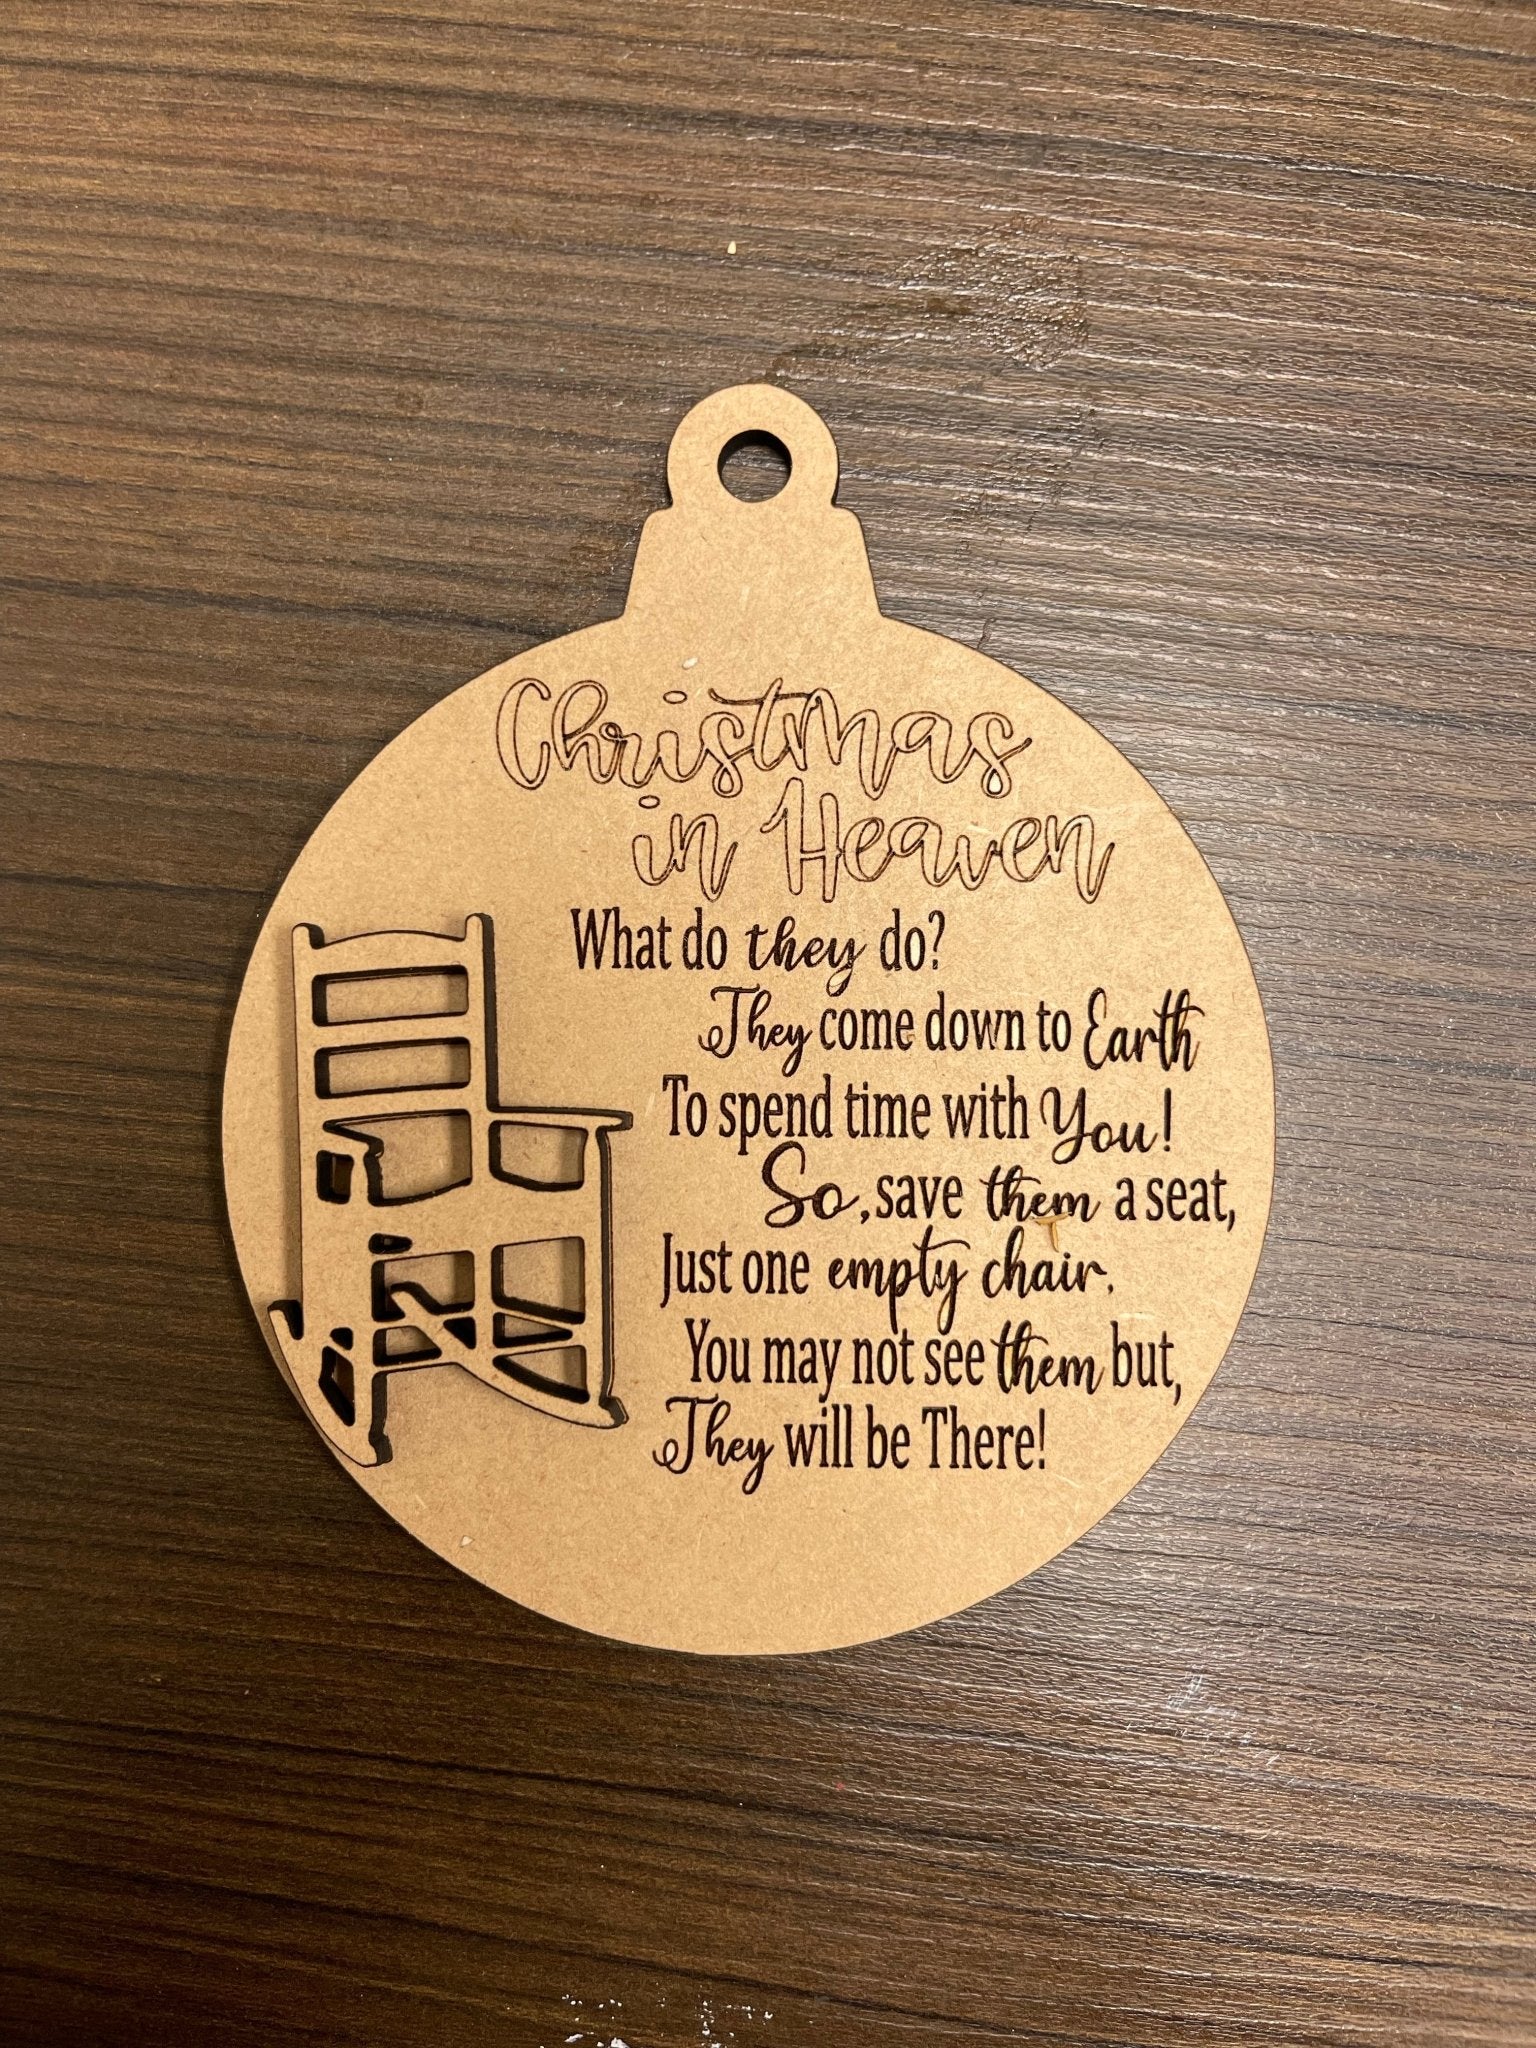 Christmas
in Heaven
What do they do?
They come down to Earth
To spend time with You!
So, save them a seat,
Just one empty chair.
You may not see them but,
They will be There!